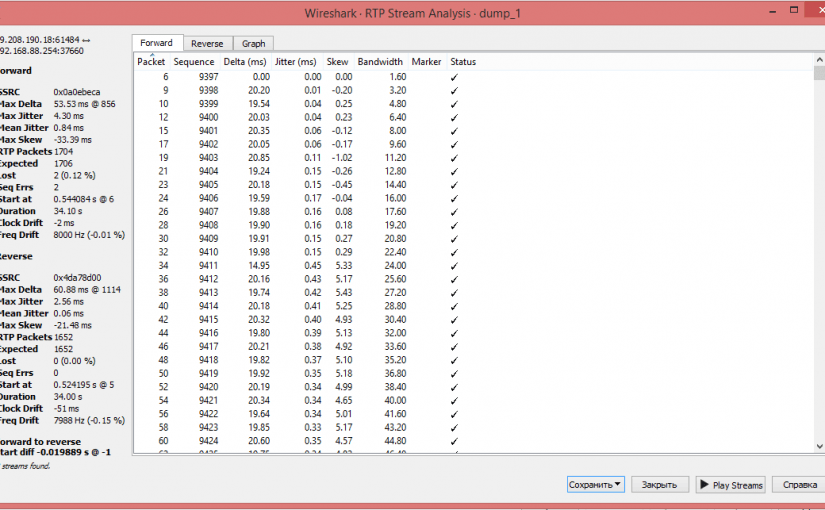 Wireshark · RTP Stream Analysis · dump_1
9.208.190.18:61484 ↔
92.168.88.254:37660
Forward Reverse Graph
orward
SSRC 0x0a0ebeca
Max Delta 53.53 ms @ 856
Max Jitter 4.30 ms
Mean Jitter 0.84 ms
Max Skew -33.39 ms
RTP Packets 1704
Expected 1706
Lost 2 (0.12 %)
Seq Errs 2
Start at 0.544084 s @ 6
Duration 34.10 s
Clock Drift -2 ms
Freq Drift 8000 Hz (-0.01 %)
everse
SSRC 0x4da78d00
Max Delta 60.88 ms @ 1114
Max Jitter 2.56 ms
Mean Jitter 0.06 ms
Max Skew -21.48 ms
RTP Packets 1652
Expected 1652
Lost 0 (0.00 %)
Seq Errs 0
Start at 0.524195 s @ 5
Duration 34.00 s
Clock Drift -51 ms
Freq Drift 7988 Hz (-0.15 %)
orward to reverse
tart diff -0.019889 s @ -1
streams found.
Packet Sequence Delta (ms) Jitter (ms) Skew Bandwidth Marker Status
6 9397 0.00 0.00 0.00 1.60 ✓
9 9398 20.20 0.01 -0.20 3.20 ✓
10 9399 19.54 0.04 0.25 4.80 ✓
12 9400 20.03 0.04 0.23 6.40 ✓
15 9401 20.35 0.06 -0.12 8.00 ✓
17 9402 20.05 0.06 -0.17 9.60 ✓
19 9403 20.85 0.11 -1.02 11.20 ✓
21 9404 19.24 0.15 -0.26 12.80 ✓
23 9405 20.18 0.15 -0.45 14.40 ✓
24 9406 19.59 0.17 -0.04 16.00 ✓
26 9407 19.88 0.16 0.08 17.60 ✓
28 9408 19.90 0.16 0.18 19.20 ✓
30 9409 19.91 0.15 0.27 20.80 ✓
32 9410 19.98 0.15 0.29 22.40 ✓
34 9411 14.95 0.45 5.33 24.00 ✓
36 9412 20.16 0.43 5.17 25.60 ✓
38 9413 19.74 0.42 5.43 27.20 ✓
40 9414 20.18 0.41 5.25 28.80 ✓
42 9415 20.32 0.40 4.93 30.40 ✓
44 9416 19.80 0.39 5.13 32.00 ✓
46 9417 20.21 0.38 4.92 33.60 ✓
48 9418 19.82 0.37 5.10 35.20 ✓
50 9419 19.92 0.35 5.18 36.80 ✓
52 9420 20.19 0.34 4.99 38.40 ✓
54 9421 20.34 0.34 4.65 40.00 ✓
56 9422 19.64 0.34 5.01 41.60 ✓
58 9423 19.85 0.33 5.17 43.20 ✓
60 9424 20.60 0.35 4.57 44.80 ✓
Сохранить Закрыть Play Streams Справка